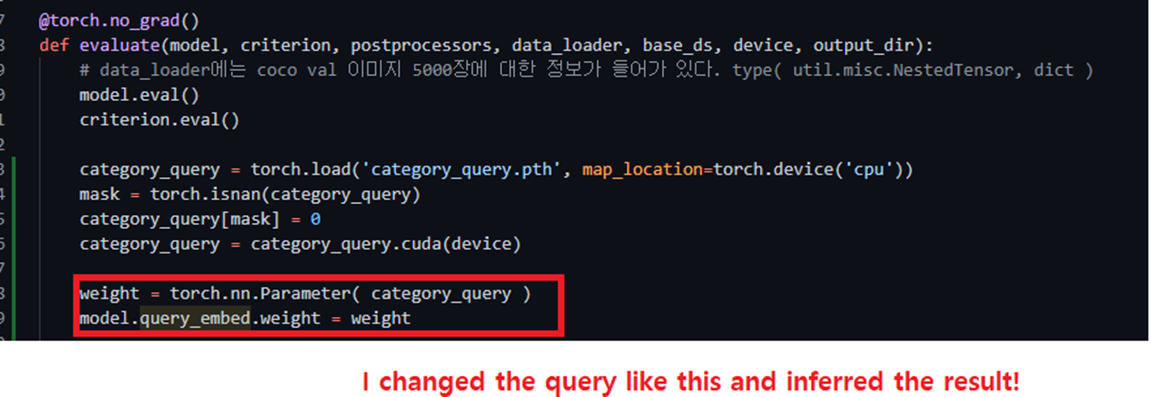 7 @torch.no_grad()
8 def evaluate(model, criterion, postprocessors, data_loader, base_ds, device, output_dir):
9 # data_loader에는 coco val 이미지 5000장에 대한 정보가 들어가 있다. type( util.misc.NestedTensor, dict )
0 model.eval()
1 criterion.eval()
2
3 category_query = torch.load('category_query.pth', map_location=torch.device('cpu'))
4 mask = torch.isnan(category_query)
5 category_query[mask] = 0
6 category_query = category_query.cuda(device)
7
8 weight = torch.nn.Parameter( category_query )
9 model.query_embed.weight = weight
I changed the query like this and inferred the result!